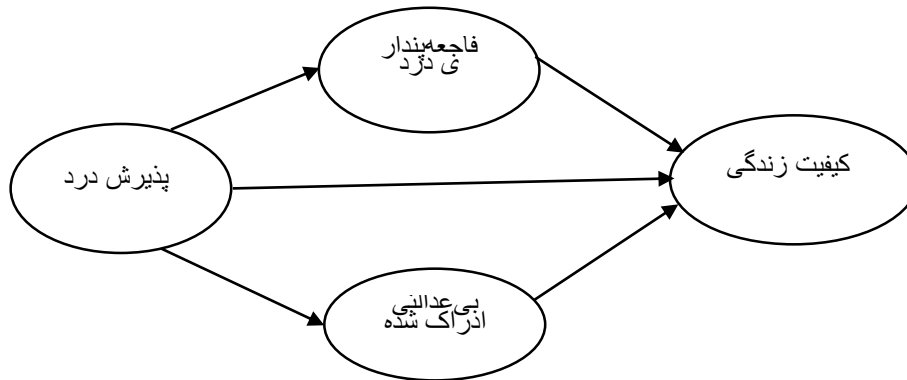 فاجعه‌پندار
ی درد
پذیرش درد
کیفیت زندگی
بی‌عدالتی
ادراک شده